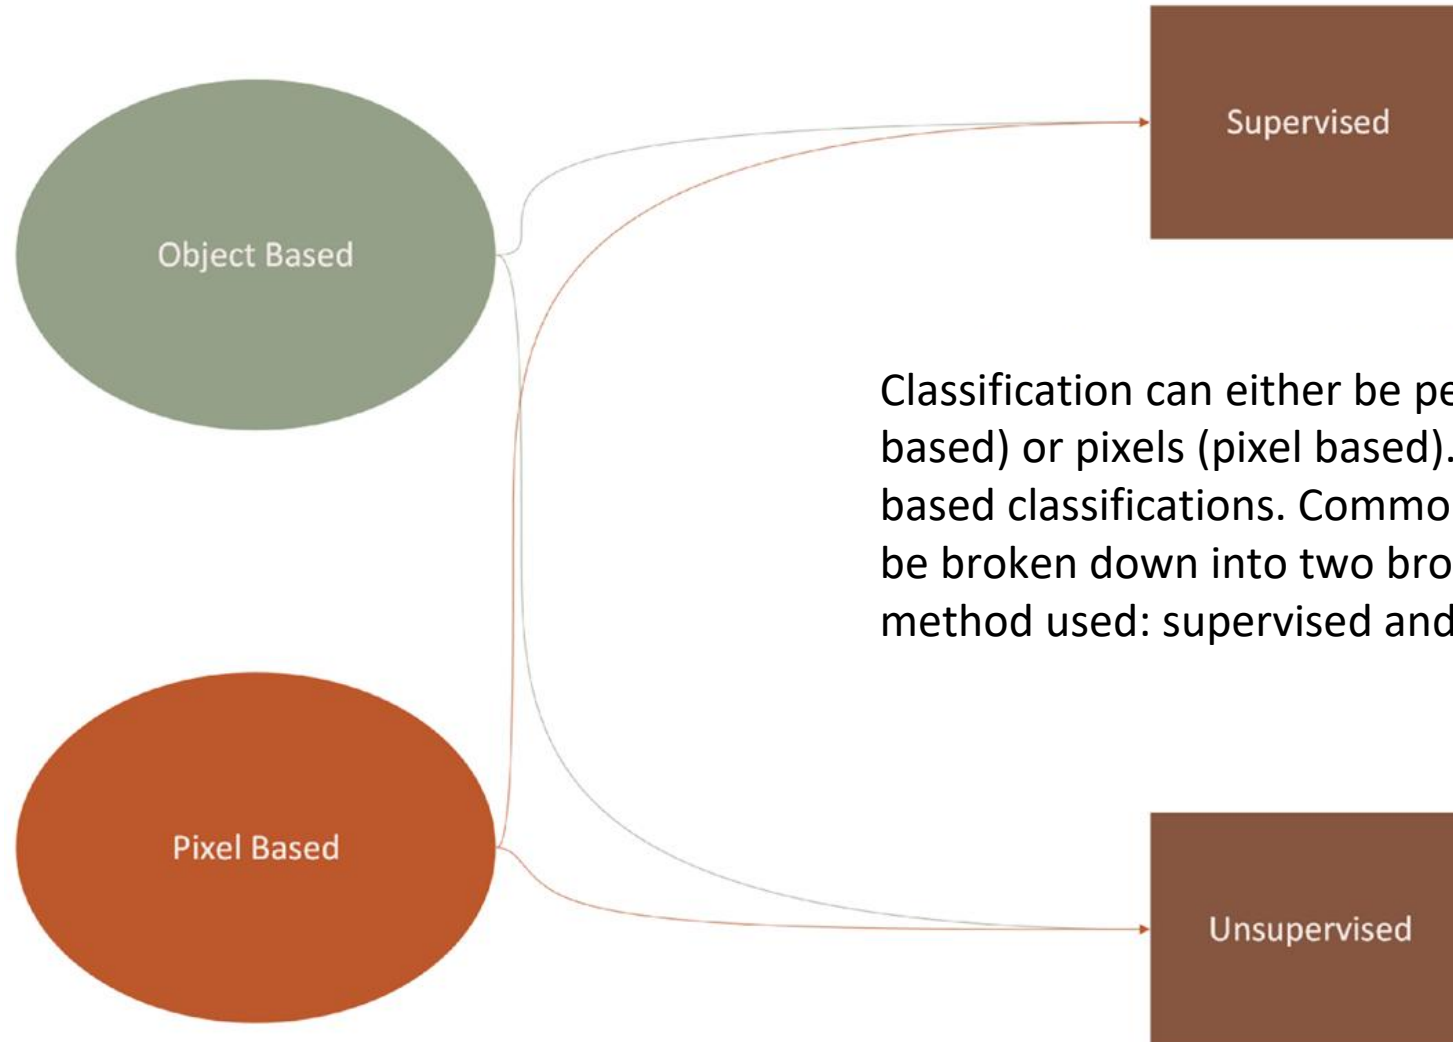 Supervised
Object Based
Classification can either be pe
based) or pixels (pixel based).
based classifications. Commo
be broken down into two bro
method used: supervised and
Pixel Based
Unsupervised